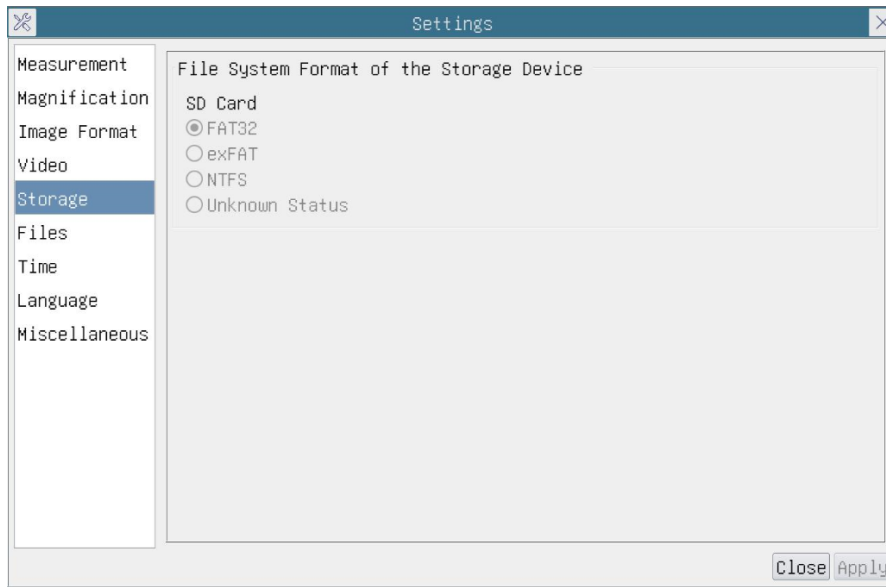 Settings
Measurement
Magnification
Image Format
Video
Storage
Files
Time
Language
Miscellaneous
File System Format of the Storage Device
SD Card
FAT32
exFAT
NTFS
Unknown Status
Close
Apply